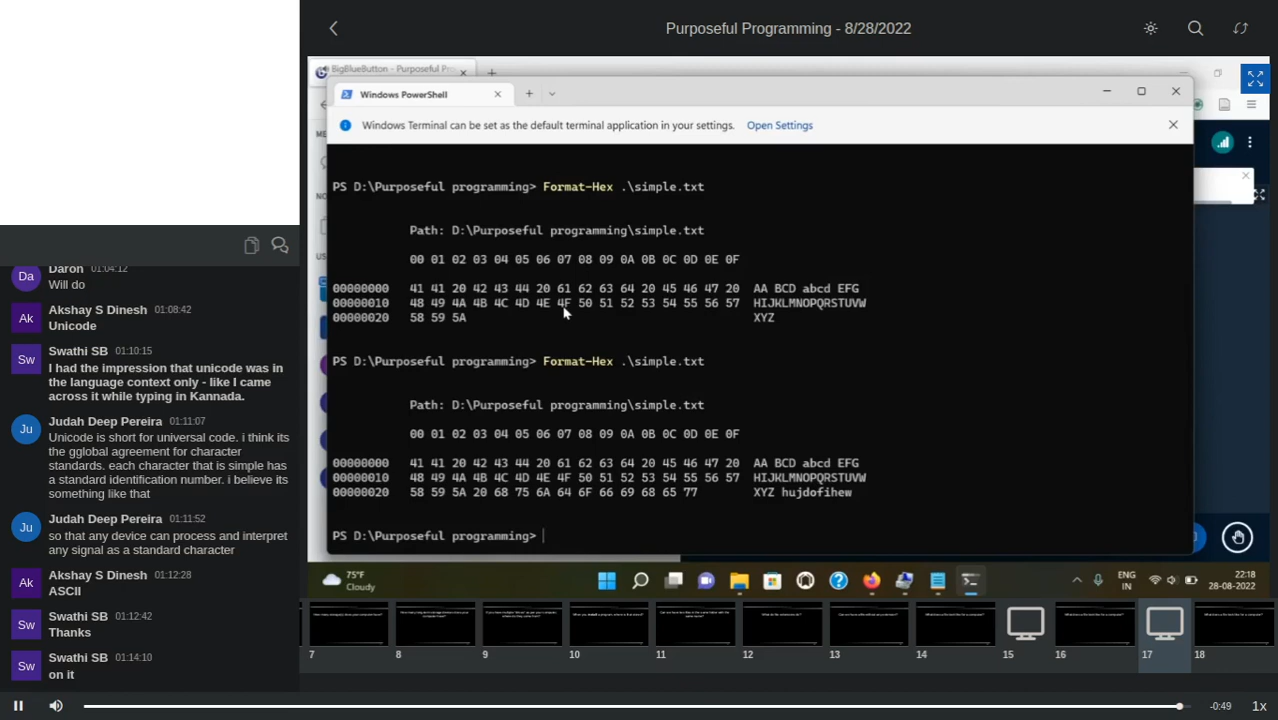 Purposeful Programming - 8/28/2022
BigBlueButton - Purposeful Pr
Windows PowerShell
Windows Terminal can be set as the default terminal application in your settings. Open Settings
PS D:\Purposeful programming> Format-Hex .\simple.txt
Path: D:\Purposeful programming\simple.txt
00 01 02 03 04 05 06 07 08 09 0A 0B 0C 0D 0E 0F
00000000 41 41 20 42 43 44 20 61 62 63 64 20 45 46 47 20 AA BCD abcd EFG
00000010 48 49 4A 4B 4C 4D 4E 4F 50 51 52 53 54 55 56 57 HIJKLMNOPQRSTUVW
00000020 58 59 5A XYZ
PS D:\Purposeful programming> Format-Hex .\simple.txt
Path: D:\Purposeful programming\simple.txt
00 01 02 03 04 05 06 07 08 09 0A 0B 0C 0D 0E 0F
00000000 41 41 20 42 43 44 20 61 62 63 64 20 45 46 47 20 AA BCD abcd EFG
00000010 48 49 4A 4B 4C 4D 4E 4F 50 51 52 53 54 55 56 57 HIJKLMNOPQRSTUVW
00000020 58 59 5A 20 68 75 6A 64 6F 66 69 68 65 77 XYZ hujdofihew
PS D:\Purposeful programming>
75°F
Cloudy
ENG
IN
22:18
28-08-2022
Da
Daron 01:04:12
Will do
Ak
Akshay S Dinesh 01:08:42
Unicode
Sw
Swathi SB 01:10:15
I had the impression that unicode was in
the language context only - like I came
across it while typing in Kannada.
Ju
Judah Deep Pereira 01:11:07
Unicode is short for universal code. i think its
the gglobal agreement for character
standards. each character that is simple has
a standard identification number. i believe its
something like that
Ju
Judah Deep Pereira 01:11:52
so that any device can process and interpret
any signal as a standard character
Ak
Akshay S Dinesh 01:12:28
ASCII
Sw
Swathi SB 01:12:42
Thanks
Sw
Swathi SB 01:14:10
on it
7 8 9 10 11 12 13 14 15 16 17 18
-0:49 1x